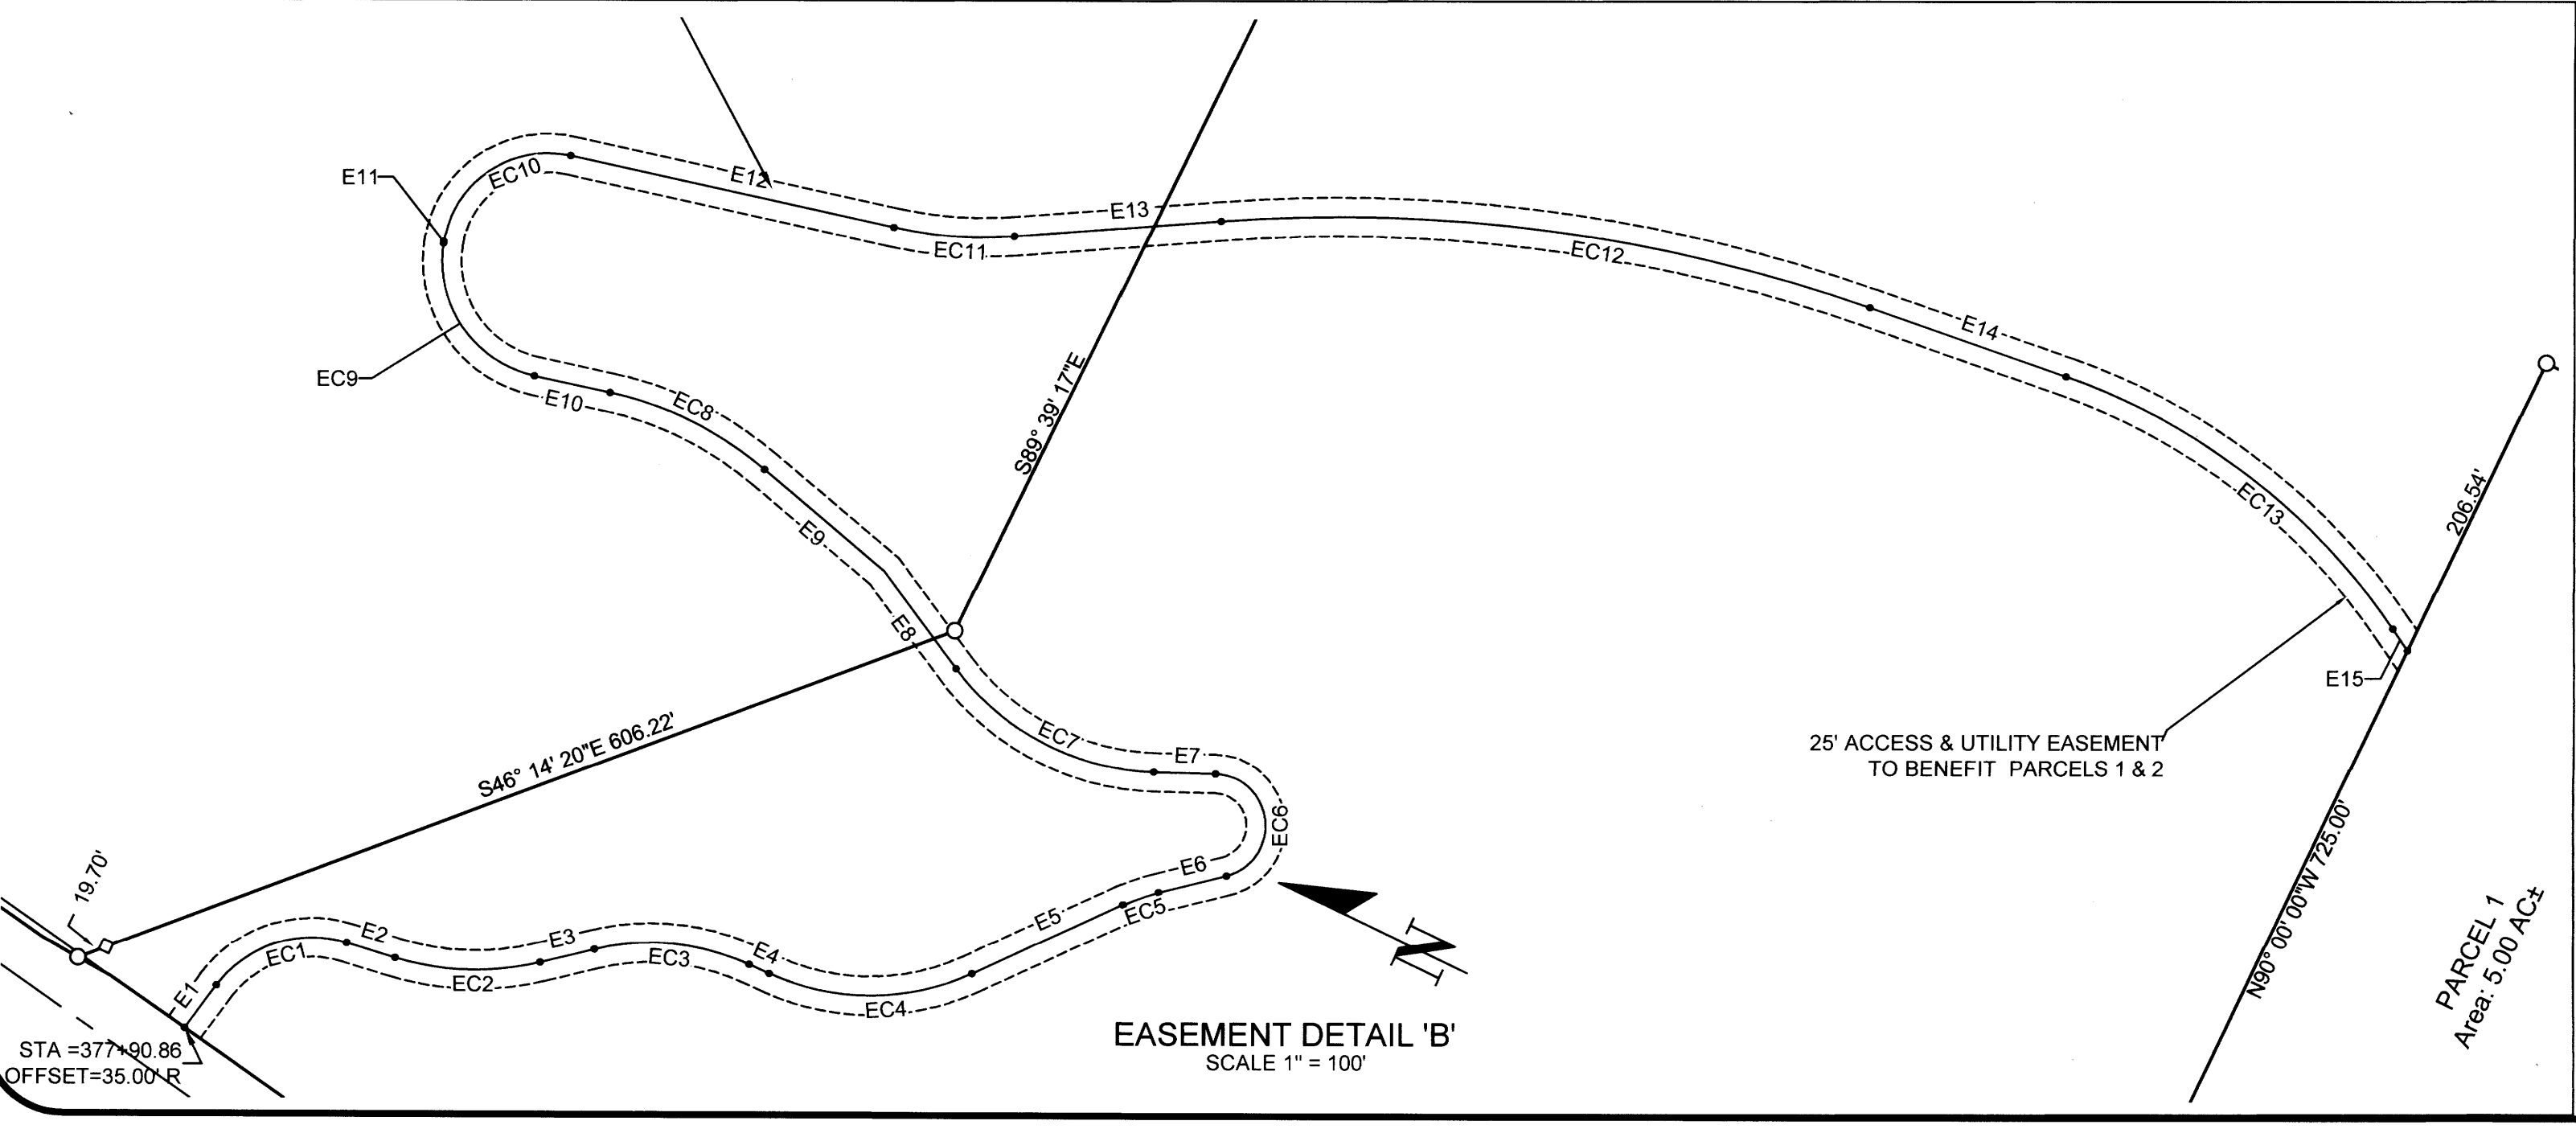 E11
EC10
E12
E13
EC11
EC12
E14
EC9
E10
EC8
S89° 39' 17"E
E9
E8
EC13
206.54'
EC7
E7
E15
25' ACCESS & UTILITY EASEMENT
TO BENEFIT PARCELS 1 & 2
S46° 14' 20"E 606.22'
EC6
E6
N90° 00' 00"W 725.00'
19.70'
E5
EC5
E2
E3
EC1
EC2
EC3
E4
EC4
E1
N
PARCEL 1
Area: 5.00 AC±
STA =377+90.86
OFFSET=35.00' R
EASEMENT DETAIL 'B'
SCALE 1" = 100'